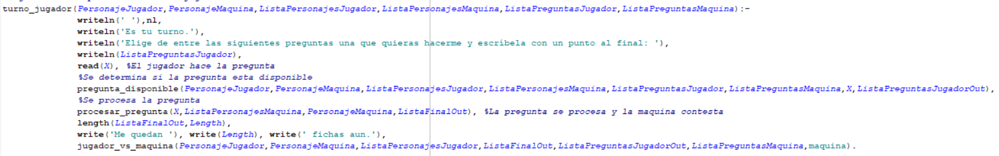 turno_jugador(PersonajeJugador,PersonajeMaquina,ListaPersonajesJugador,ListaPersonajesMaquina,ListaPreguntasJugador,ListaPreguntasMaquina):-
writeln(' '),nl,
writeln('Es tu turno.'),
writeln('Elige de entre las siguientes preguntas una que quieras hacerme y escríbela con un punto al final: '),
writeln(ListaPreguntasJugador),
read(X), %El jugador hace la pregunta
%Se determina si la pregunta esta disponible
pregunta_disponible(PersonajeJugador,PersonajeMaquina,ListaPersonajesJugador,ListaPersonajesMaquina,ListaPreguntasJugador,ListaPreguntasMaquina,X,ListaPreguntasJugadorOut),
%Se procesa la pregunta
procesar_pregunta(X,ListaPersonajesMaquina,PersonajeMaquina,ListaFinalOut), %La pregunta se procesa y la maquina contesta
length(ListaFinalOut,Length),
write('Me quedan '), write(Length), write(' fichas aun.'),
jugador_vs_maquina(PersonajeJugador,PersonajeMaquina,ListaPersonajesJugador,ListaFinalOut,ListaPreguntasJugadorOut,ListaPreguntasMaquina,maquina).